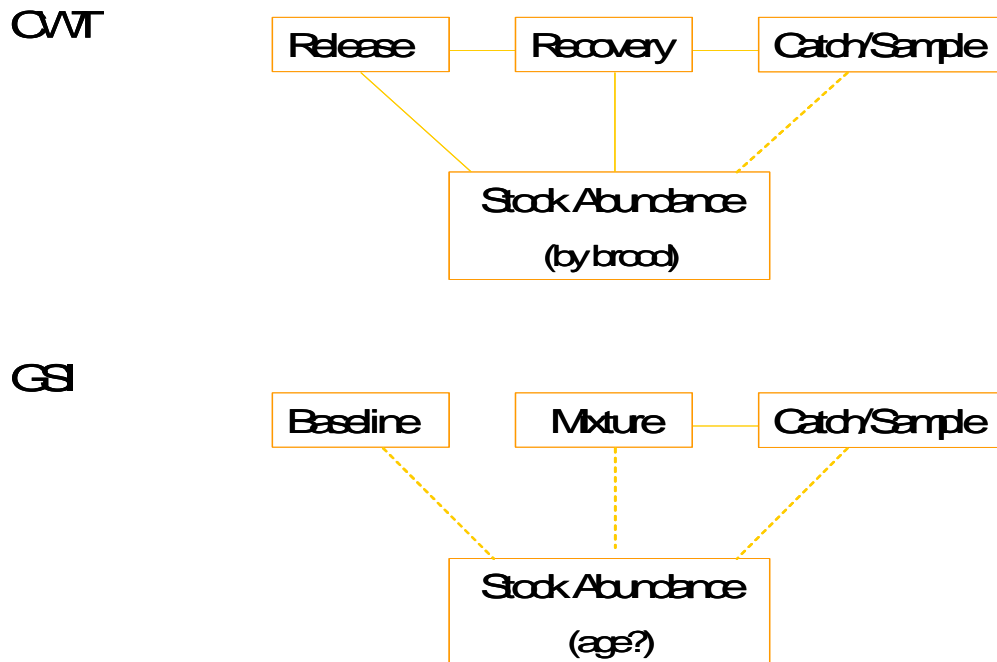 CWT
Release
Recovery
Catch/Sample
Stock Abundance
(by brood)
GSI
Baseline
Mixture
Catch/Sample
Stock Abundance
(age?)